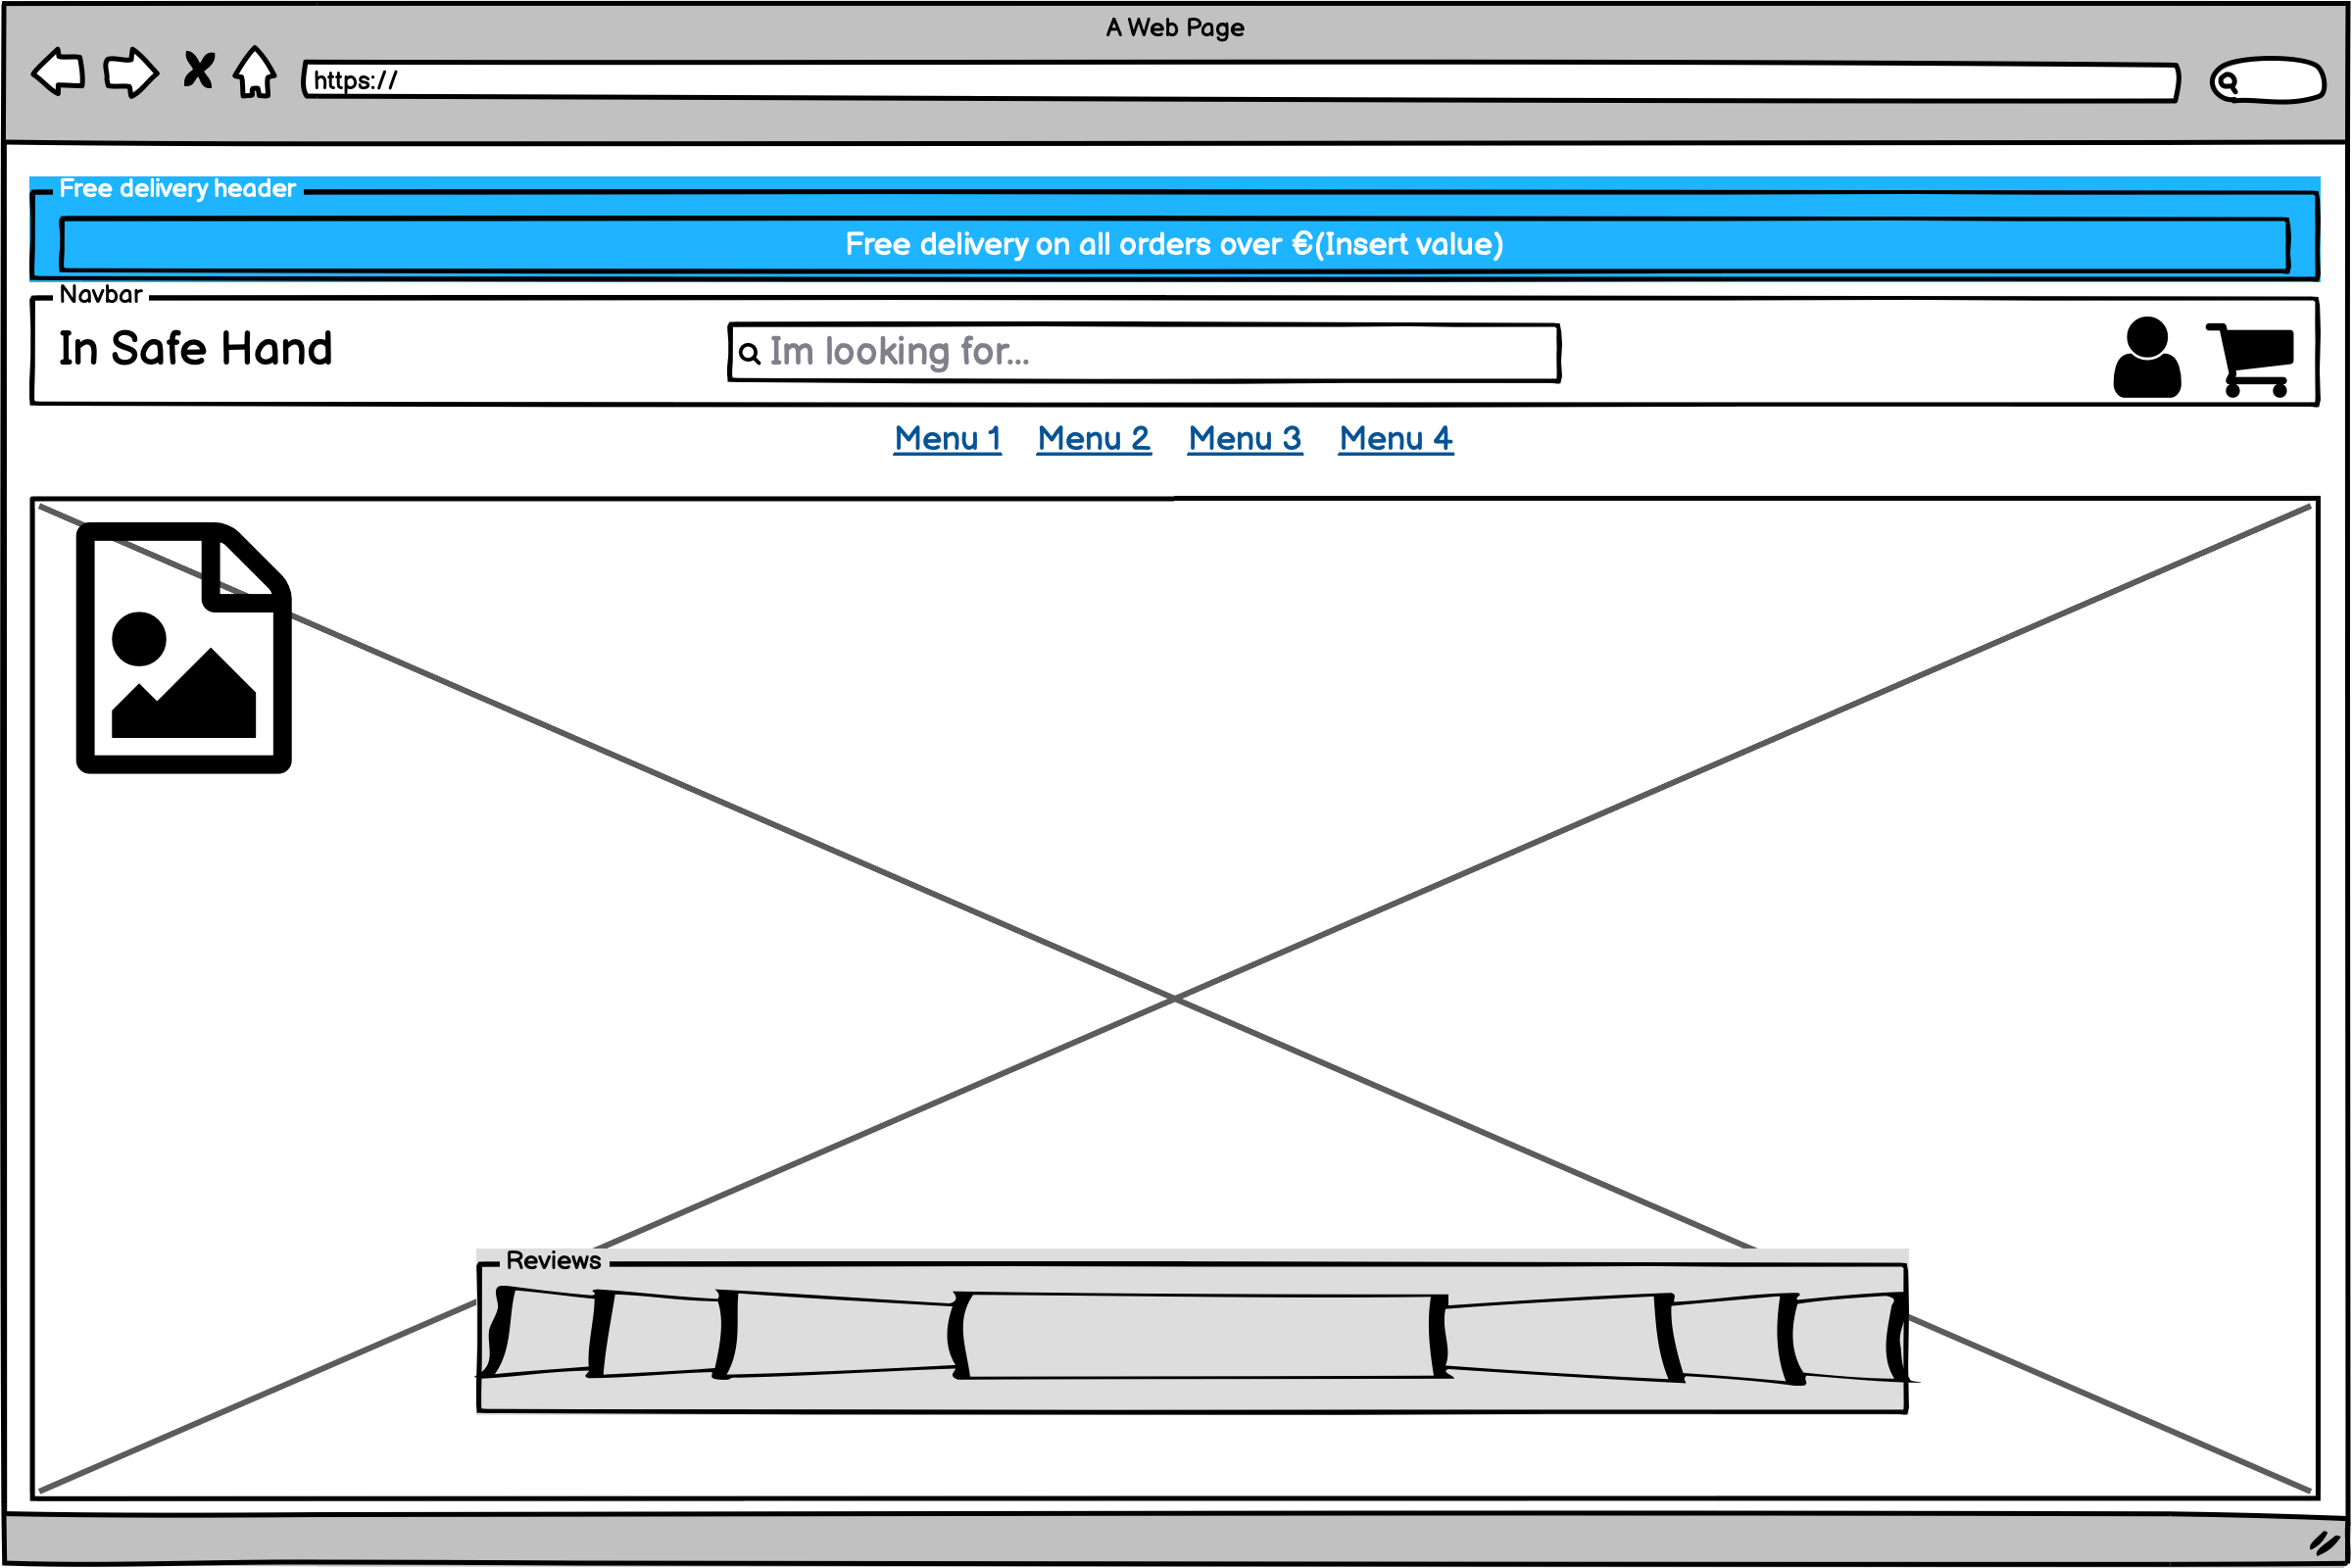 A Web Page
https://
Free delivery header
Free delivery on all orders over €(Insert value)
Navbar
In Safe Hand
Im looking for...
Menu 1 Menu 2 Menu 3 Menu 4
Reviews